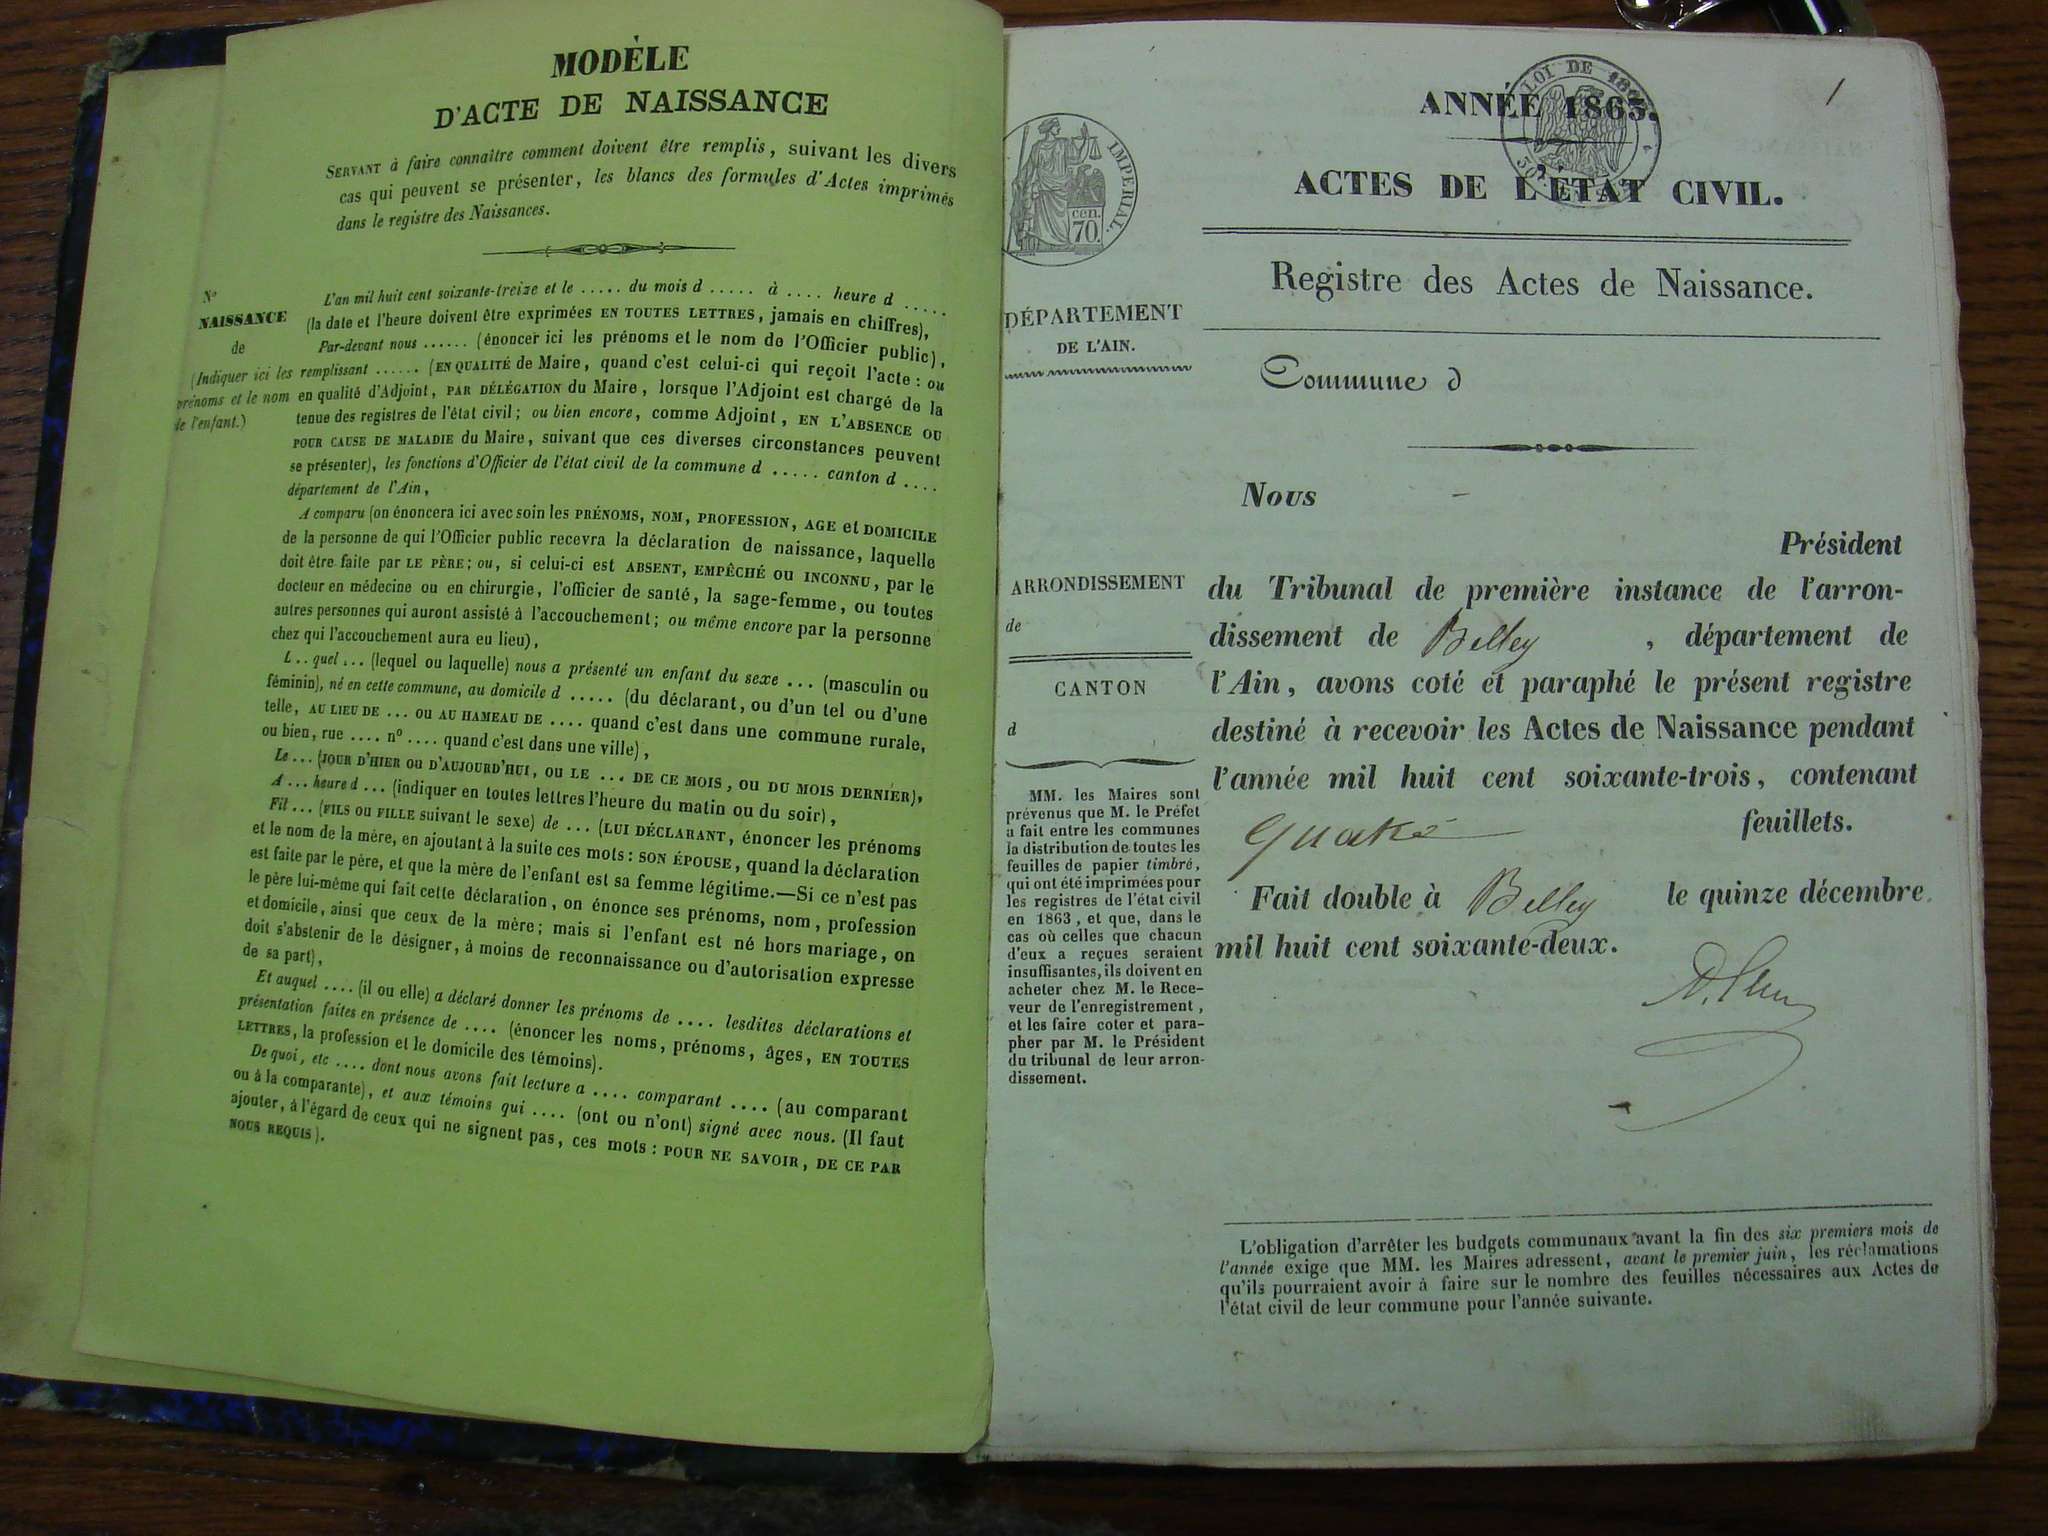 MODÈLE
D'ACTE DE NAISSANCE
SERVANT à faire connaître comment doivent être remplis, suivant les divers
cas qui peuvent se présenter, les blancs des formules d'Actes imprimés
dans le registre des Naissances.
No
NAISSANCE
de
(Indiquer ici les
prénoms et le nom
de l'enfant.)
L'an mil huit cent soixante-treize et le ..... du mois d ..... à .... heure d .....
(la date et l'heure doivent être exprimées EN TOUTES LETTRES, jamais en chiffres),
Par-devant nous ...... (énoncer ici les prénoms et le nom de l'Officier public),
remplissant ...... (EN QUALITÉ de Maire, quand c'est celui-ci qui reçoit l'acte : ou
en qualité d'Adjoint, PAR DÉLÉGATION du Maire, lorsque l'Adjoint est chargé de la
tenue des registres de l'état civil ; ou bien encore, comme Adjoint, EN L'ABSENCE OU
POUR CAUSE DE MALADIE du Maire, suivant que ces diverses circonstances peuvent
se présenter), les fonctions d'Officier de l'état civil de la commune d ..... canton d ....
département de l'Ain,
A comparu (on énoncera ici avec soin les PRÉNOMS, NOM, PROFESSION, AGE et DOMICILE
de la personne de qui l'Officier public recevra la déclaration de naissance, laquelle
doit être faite par LE PÈRE ; ou, si celui-ci est ABSENT, EMPÊCHÉ ou INCONNU, par le
docteur en médecine ou en chirurgie, l'officier de santé, la sage-femme, ou toutes
autres personnes qui auront assisté à l'accouchement ; ou même encore par la personne
chez qui l'accouchement aura eu lieu),
L .. quel ... (lequel ou laquelle) nous a présenté un enfant du sexe ... (masculin ou
féminin), né en cette commune, au domicile d ..... (du déclarant, ou d'un tel ou d'une
telle, AU LIEU DE ... OU AU HAMEAU DE .... quand c'est dans une commune rurale,
ou bien, rue .... no .... quand c'est dans une ville),
Le ... (JOUR D'HIER OU D'AUJOURD'HUI, OU LE ... DE CE MOIS, OU DU MOIS DERNIER),
A ... heure d ... (indiquer en toutes lettres l'heure du matin ou du soir),
Fil ... (FILS OU FILLE suivant le sexe) de ... (LUI DÉCLARANT, énoncer les prénoms
et le nom de la mère, en ajoutant à la suite ces mots : SON ÉPOUSE, quand la déclaration
est faite par le père, et que la mère de l'enfant est sa femme légitime.—Si ce n'est pas
le père lui-même qui fait cette déclaration, on énonce ses prénoms, nom, profession
et domicile, ainsi que ceux de la mère ; mais si l'enfant est né hors mariage, on
doit s'abstenir de le désigner, à moins de reconnaissance ou d'autorisation expresse
de sa part),
Et auquel .... (il ou elle) a déclaré donner les prénoms de .... lesdites déclarations et
présentation faites en présence de .... (énoncer les noms, prénoms, âges, EN TOUTES
LETTRES, la profession et le domicile des témoins).
De quoi, etc .... dont nous avons fait lecture a .... comparant .... (au comparant
ou à la comparante), et aux témoins qui .... (ont ou n'ont) signé avec nous. (Il faut
ajouter, à l'égard de ceux qui ne signent pas, ces mots : POUR NE SAVOIR, DE CE PAR
NOUS REQUIS).
1
LOI DE
ANNÉE 1863.
IMPERIAL.
cen.
70.
ACTES DE L'ÉTAT CIVIL.
Registre des Actes de Naissance.
DÉPARTEMENT
DE L'AIN.
Commune d
ARRONDISSEMENT
de
CANTON
d
MM. les Maires sont
prévenus que M. le Préfet
a fait entre les communes
la distribution de toutes les
feuilles de papier timbré,
qui ont été imprimées pour
les registres de l'état civil
en 1863, et que, dans le
cas où celles que chacun
d'eux a reçues seraient
insuffisantes, ils doivent en
acheter chez M. le Rece-
veur de l'enregistrement,
et les faire coter et para-
pher par M. le Président
du tribunal de leur arron-
dissement.
Nous
Président
du Tribunal de première instance de l'arron-
dissement de Belley , département de
l'Ain, avons coté et paraphé le présent registre
destiné à recevoir les Actes de Naissance pendant
l'année mil huit cent soixante-trois, contenant
feuillets.
Fait double à Belley le quinze décembre
mil huit cent soixante-deux.
L'obligation d'arrêter les budgets communaux avant la fin des six premiers mois de
l'année exige que MM. les Maires adressent, avant le premier juin, les réclamations
qu'ils pourraient avoir à faire sur le nombre des feuilles nécessaires aux Actes de
l'état civil de leur commune pour l'année suivante.